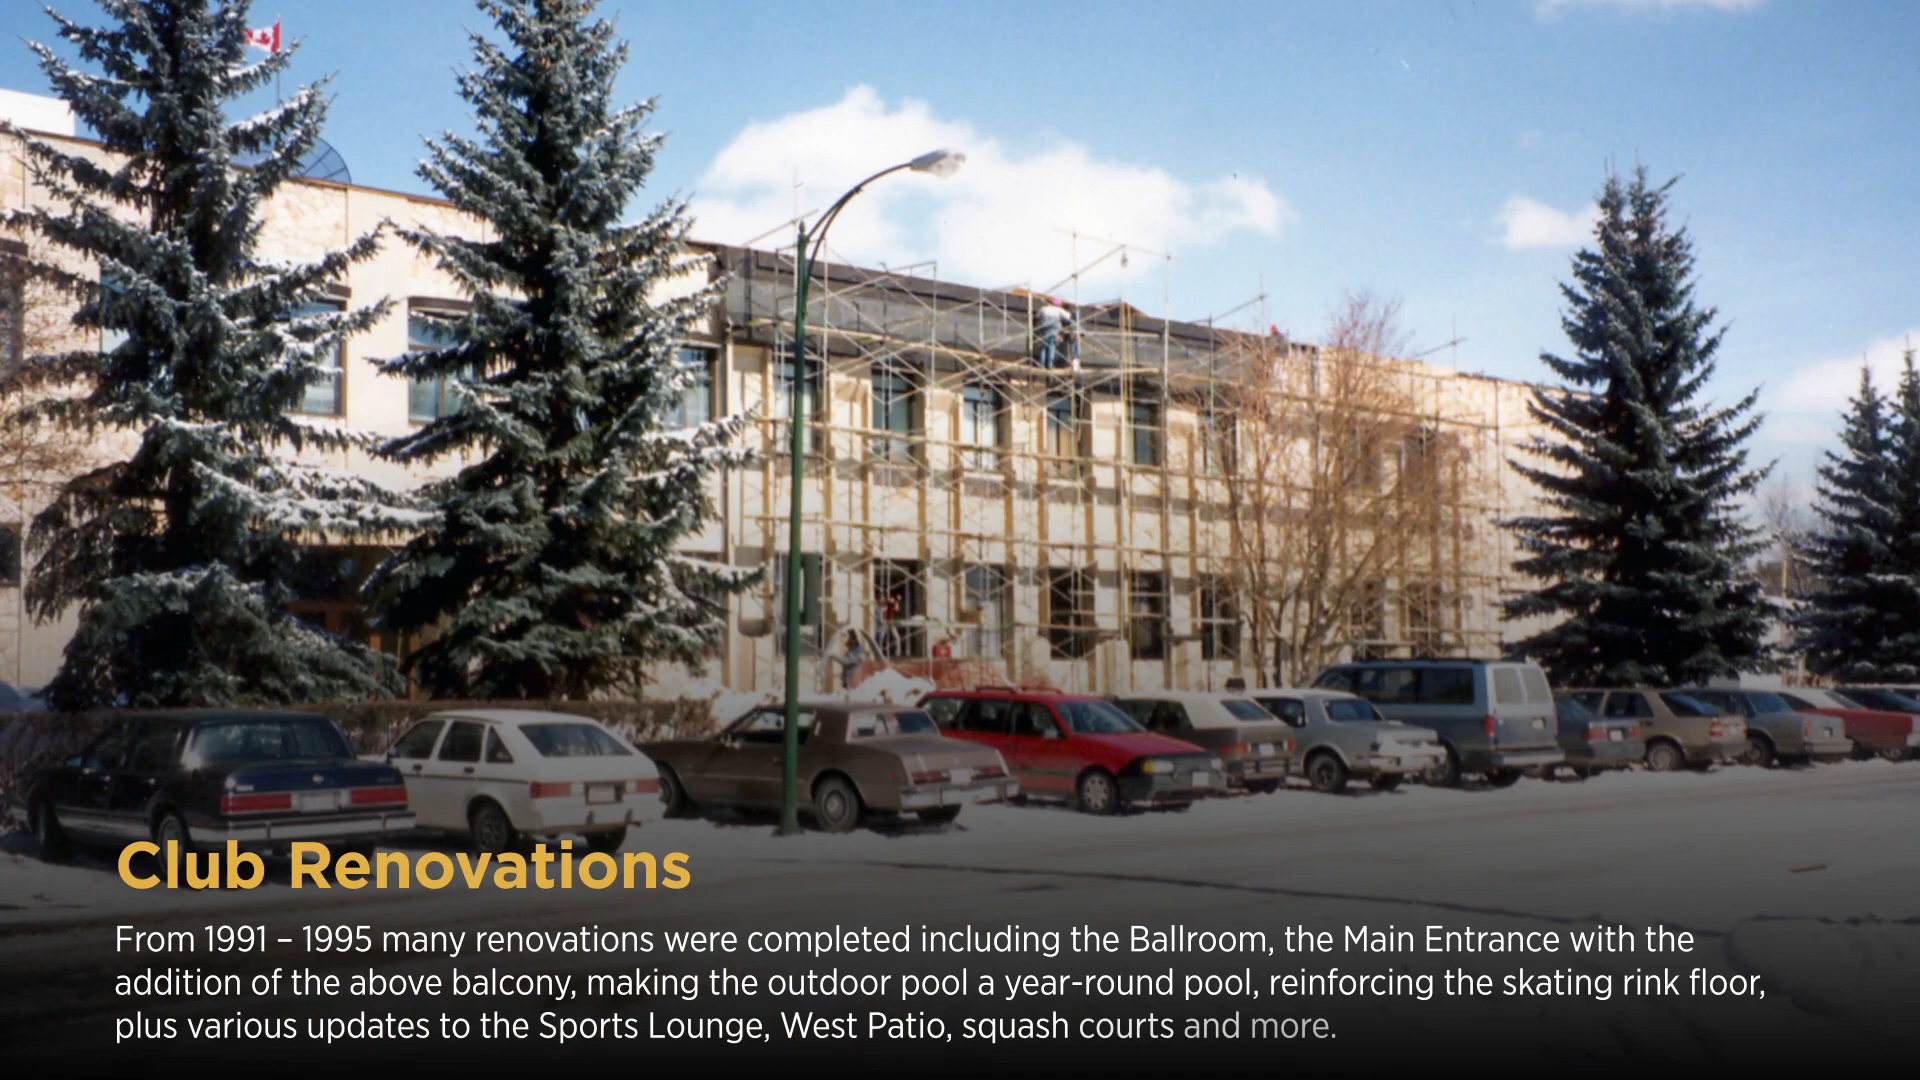 Club Renovations
From 1991 – 1995 many renovations were completed including the Ballroom, the Main Entrance with the
addition of the above balcony, making the outdoor pool a year-round pool, reinforcing the skating rink floor,
plus various updates to the Sports Lounge, West Patio, squash courts and more.